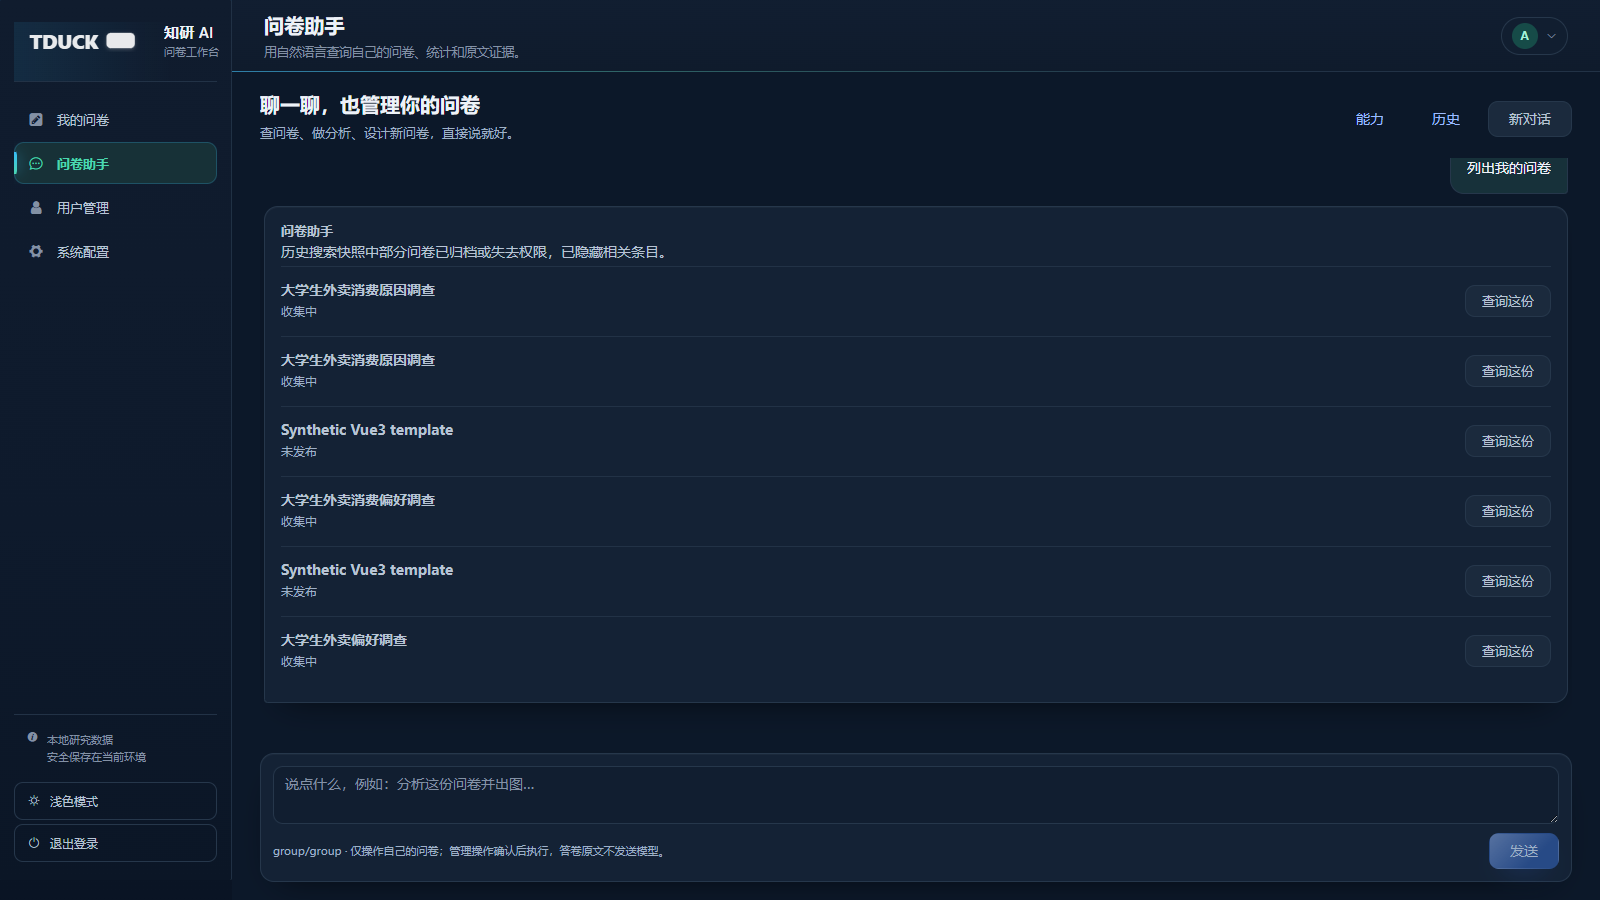 TDUCK
知研 AI
问卷工作台
我的问卷
问卷助手
用户管理
系统配置
本地研究数据
安全保存在当前环境
浅色模式
退出登录
问卷助手
用自然语言查询自己的问卷、统计和原文证据。
A
聊一聊，也管理你的问卷
查问卷、做分析、设计新问卷，直接说就好。
能力
历史
新对话
列出我的问卷
问卷助手
历史搜索快照中部分问卷已归档或失去权限，已隐藏相关条目。
大学生外卖消费原因调查
收集中
查询这份
大学生外卖消费原因调查
收集中
查询这份
Synthetic Vue3 template
未发布
查询这份
大学生外卖消费偏好调查
收集中
查询这份
Synthetic Vue3 template
未发布
查询这份
大学生外卖偏好调查
收集中
查询这份
说点什么，例如：分析这份问卷并出图...
group/group · 仅操作自己的问卷；管理操作确认后执行，答卷原文不发送模型。
发送